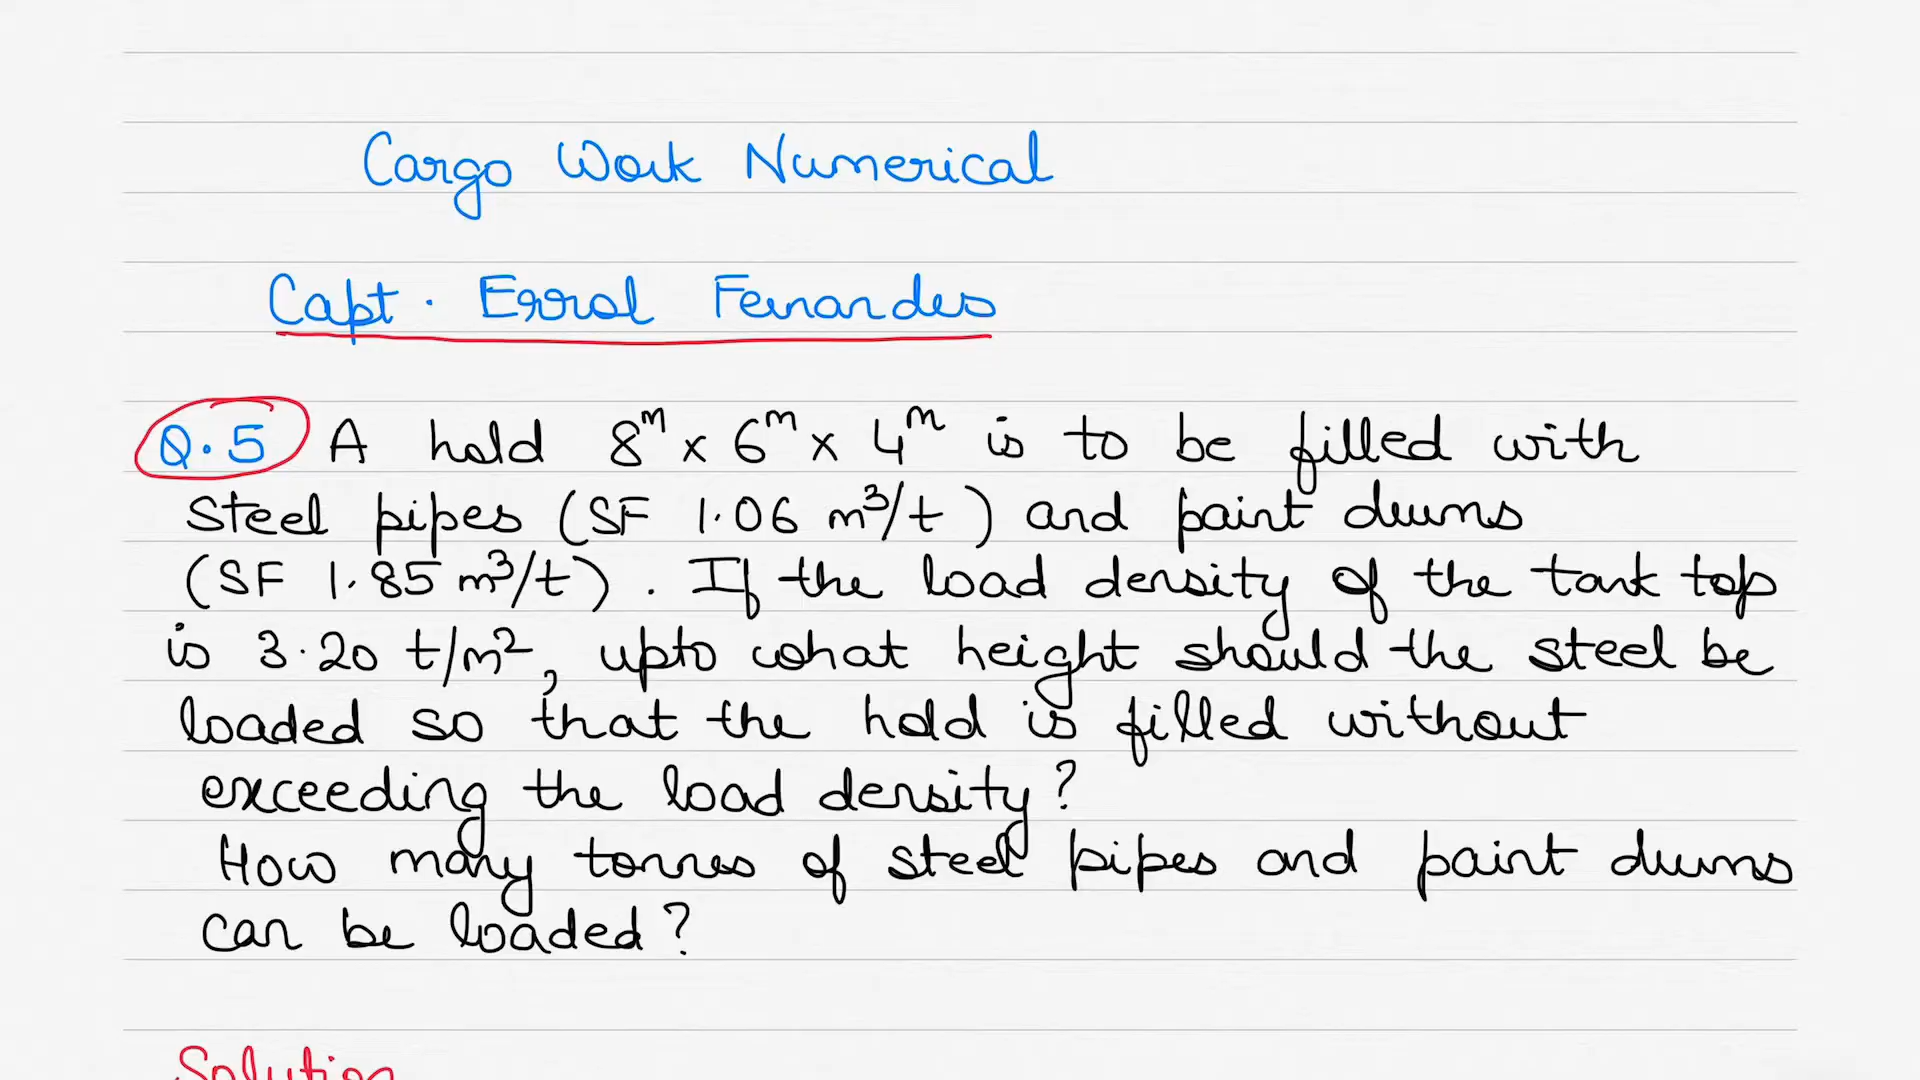 Cargo Work Numerical
Capt. Errol Fernandes
Q.5 A hold 8ᵐ x 6ᵐ x 4ᵐ is to be filled with
steel pipes (SF 1.06 m³/t) and paint drums
(SF 1.85 m³/t). If the load density of the tank top
is 3.20 t/m², upto what height should the steel be
loaded so that the hold is filled without
exceeding the load density?
How many tonnes of steel pipes and paint drums
can be loaded?
Solution